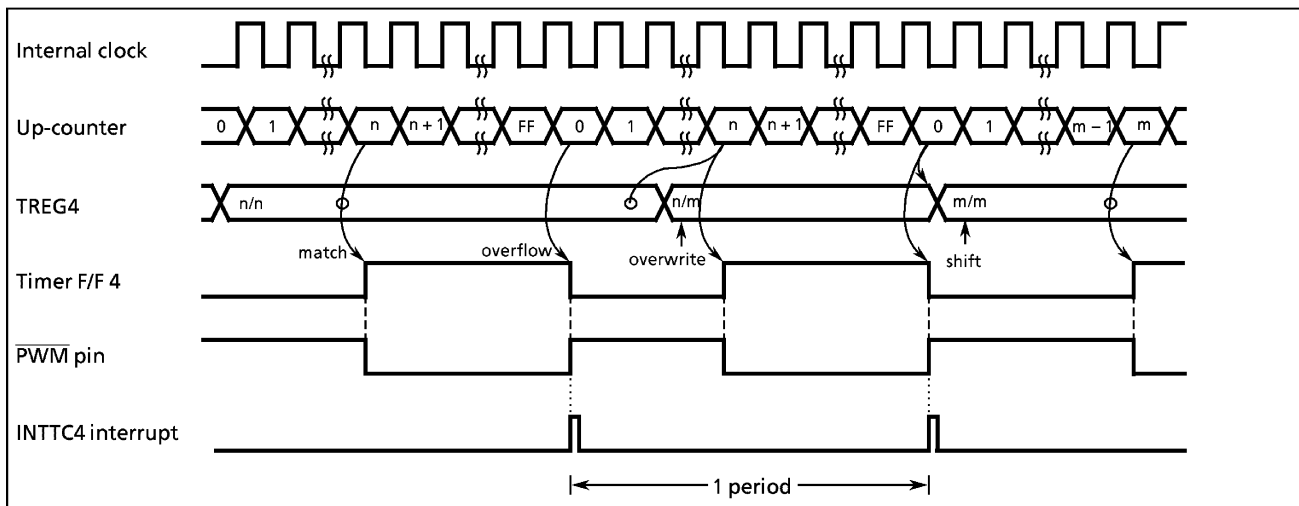 Internal clock
Up-counter
0 1 n n + 1 FF 0 1 n n + 1 FF 0 1 m – 1 m
TREG4
n/n n/m m/m
match overflow overwrite shift
Timer F/F 4
PWM pin
INTTC4 interrupt
1 period